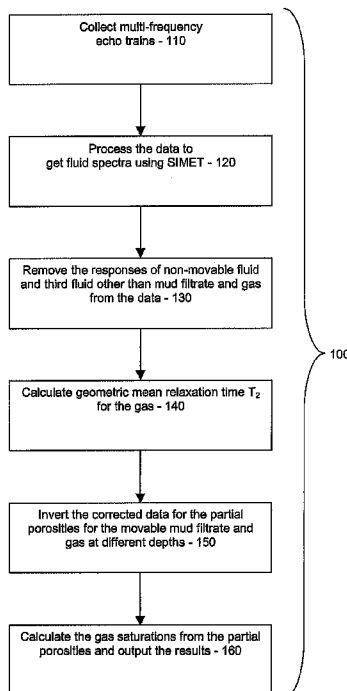 Collect multi-frequency
echo trains - 110
Process the data to
get fluid spectra using SIMET - 120
Remove the responses of non-movable fluid
and third fluid other than mud filtrate and gas
from the data - 130
100
Calculate geometric mean relaxation time T2
for the gas - 140
Invert the corrected data for the partial
porosities for the movable mud filtrate and
gas at different depths - 150
Calculate the gas saturations from the partial
porosities and output the results - 160